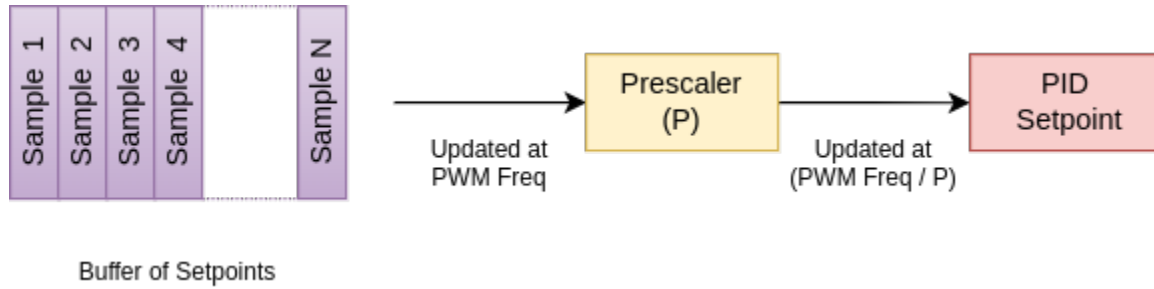 Sample 1
Sample 2
Sample 3
Sample 4
Sample N
Buffer of Setpoints
Updated at
PWM Freq
Prescaler
(P)
Updated at
(PWM Freq / P)
PID
Setpoint